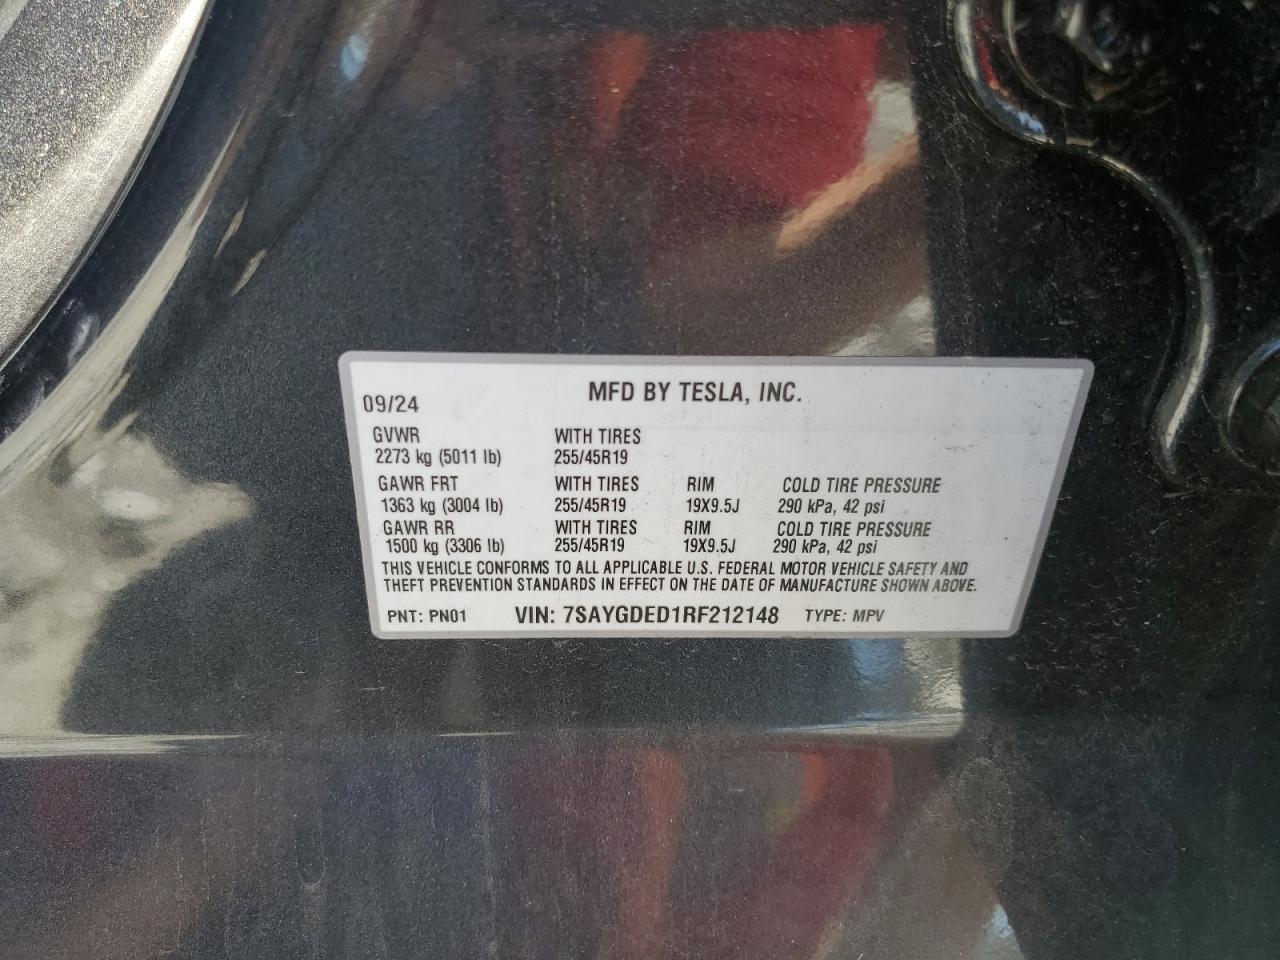 MFD BY TESLA, INC.
09/24
GVWR WITH TIRES
2273 kg (5011 lb) 255/45R19
GAWR FRT WITH TIRES RIM COLD TIRE PRESSURE
1363 kg (3004 lb) 255/45R19 19X9.5J 290 kPa, 42 psi
GAWR RR WITH TIRES RIM COLD TIRE PRESSURE
1500 kg (3306 lb) 255/45R19 19X9.5J 290 kPa, 42 psi
THIS VEHICLE CONFORMS TO ALL APPLICABLE U.S. FEDERAL MOTOR VEHICLE SAFETY AND
THEFT PREVENTION STANDARDS IN EFFECT ON THE DATE OF MANUFACTURE SHOWN ABOVE.
PNT: PN01 VIN: 7SAYGDED1RF212148 TYPE: MPV